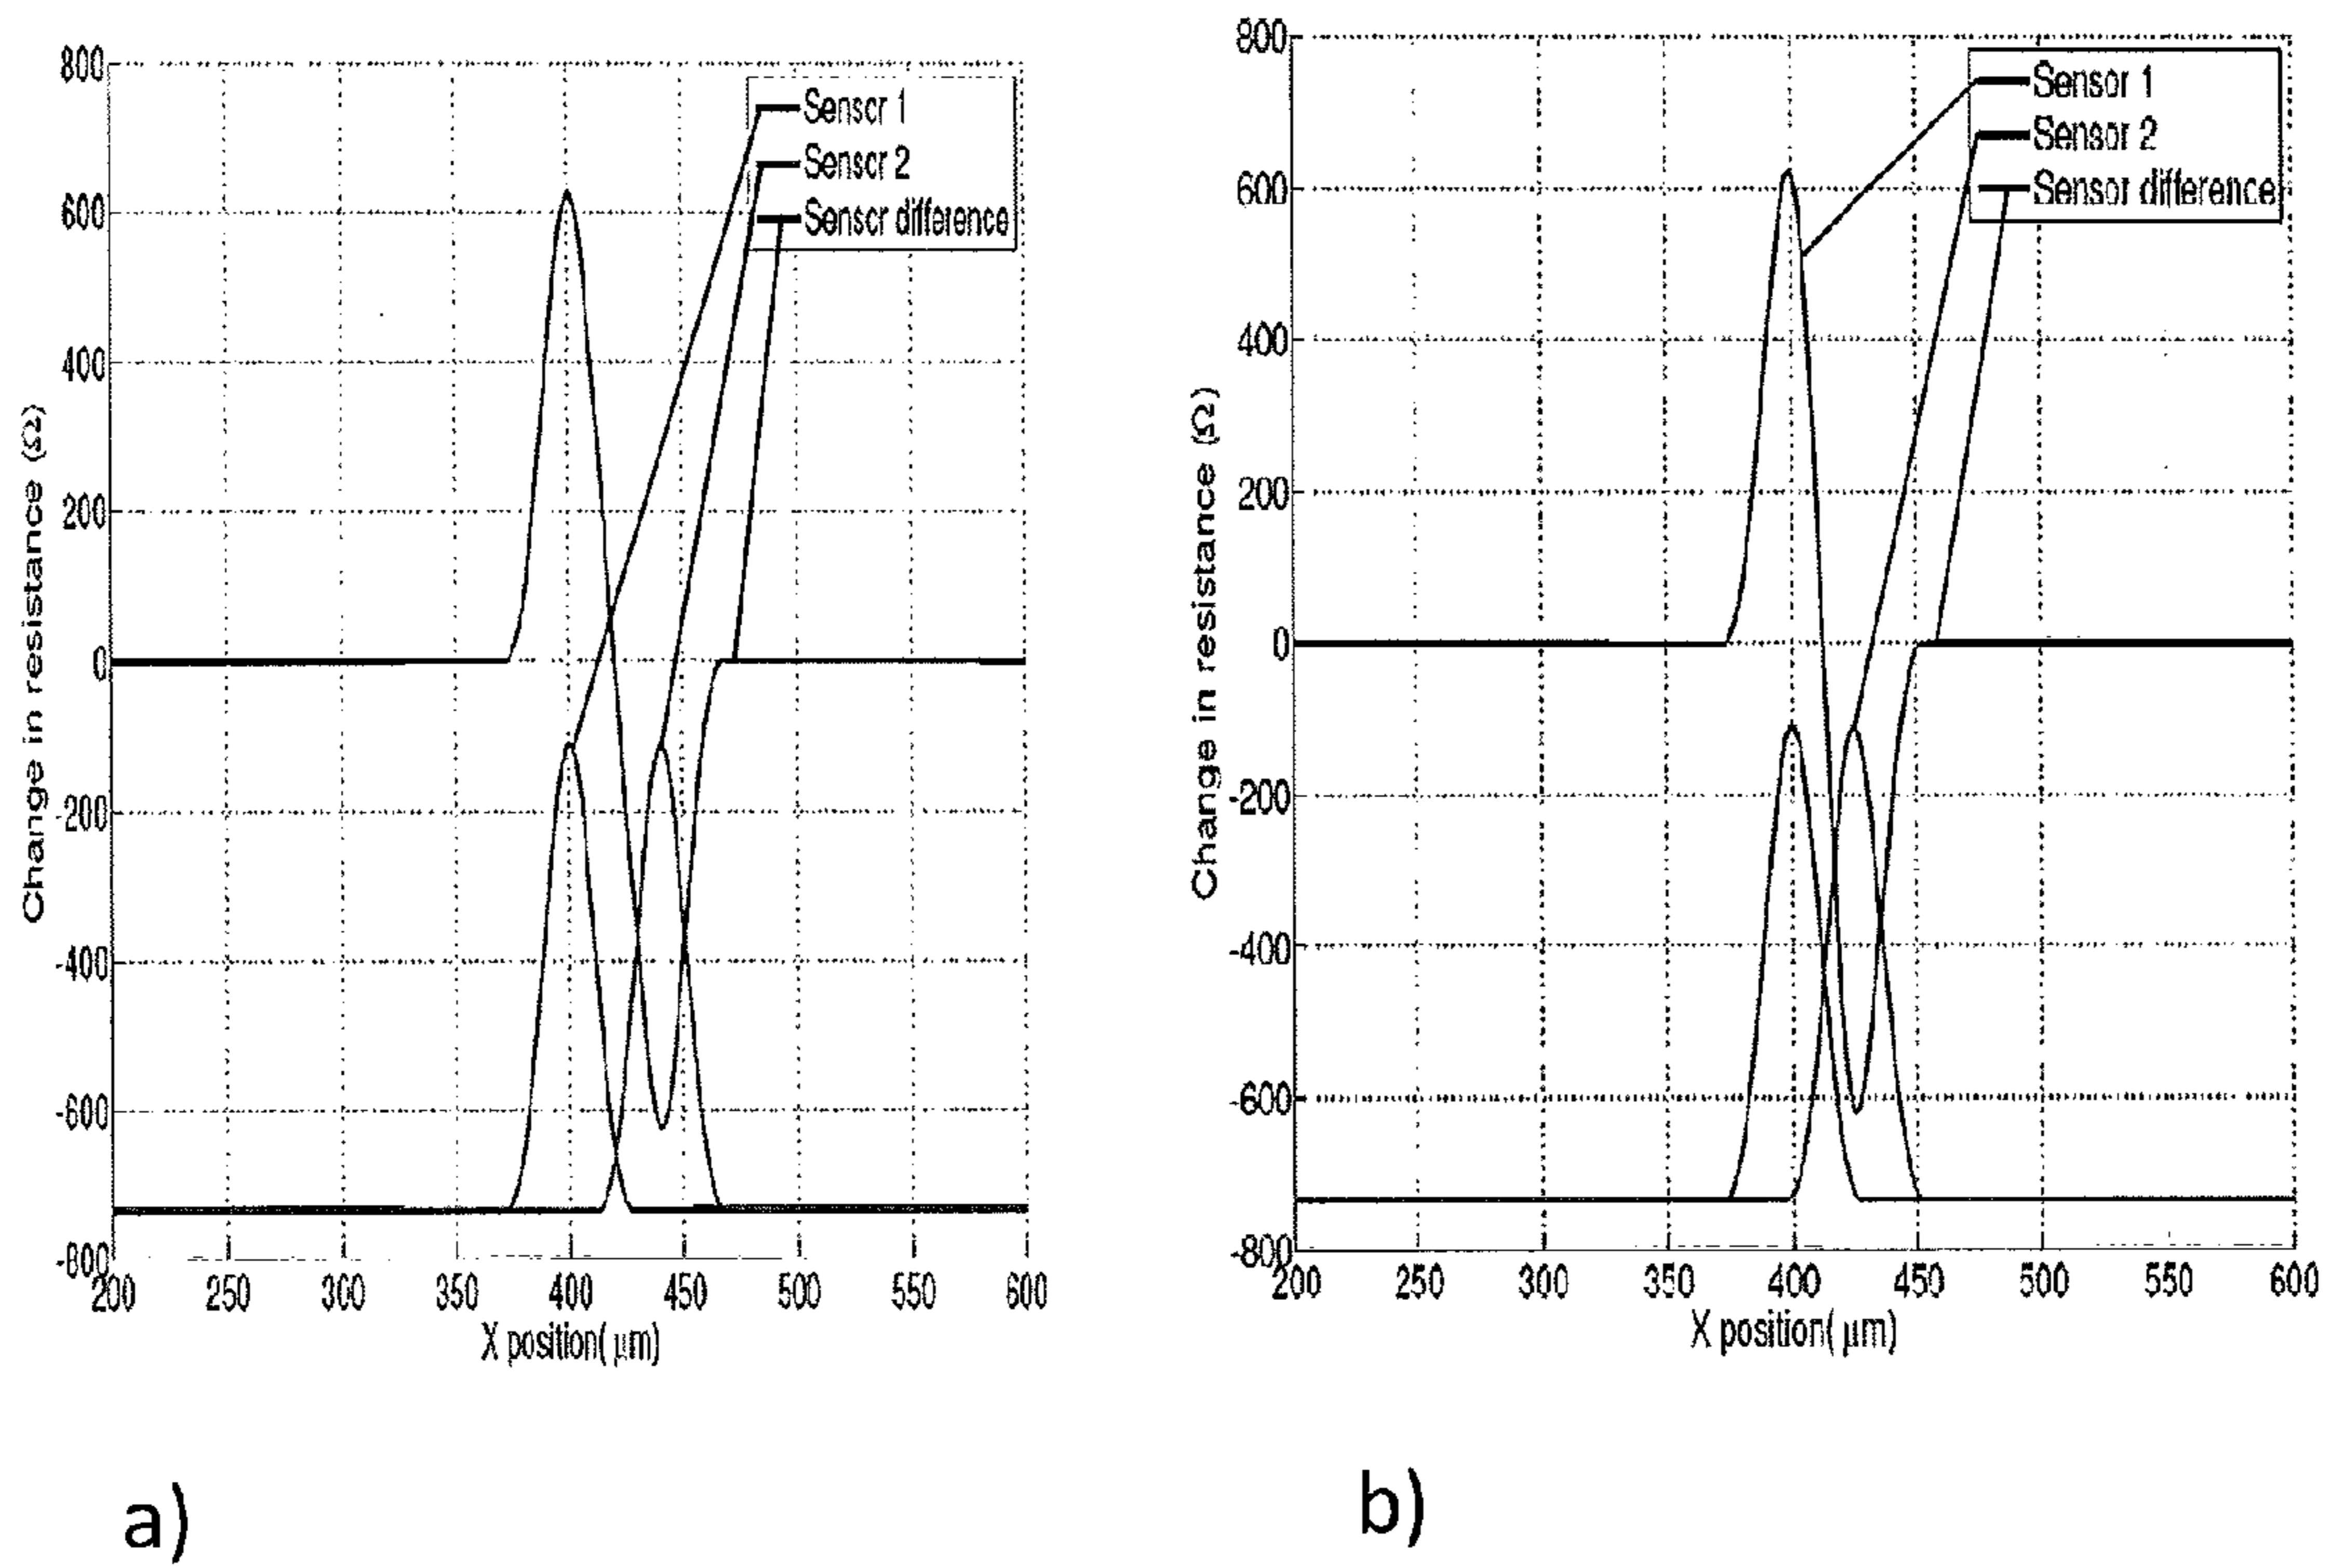 800
600
400
200
0
-200
-400
-600
-800
200 250 300 350 400 450 500 550 600
Change in resistance (Ω)
X position( μm)
Sensor 1
Sensor 2
Sensor difference
a)
800
600
400
200
0
-200
-400
-600
-800
200 250 300 350 400 450 500 550 600
Change in resistance (Ω)
X position( μm)
Sensor 1
Sensor 2
Sensor difference
b)